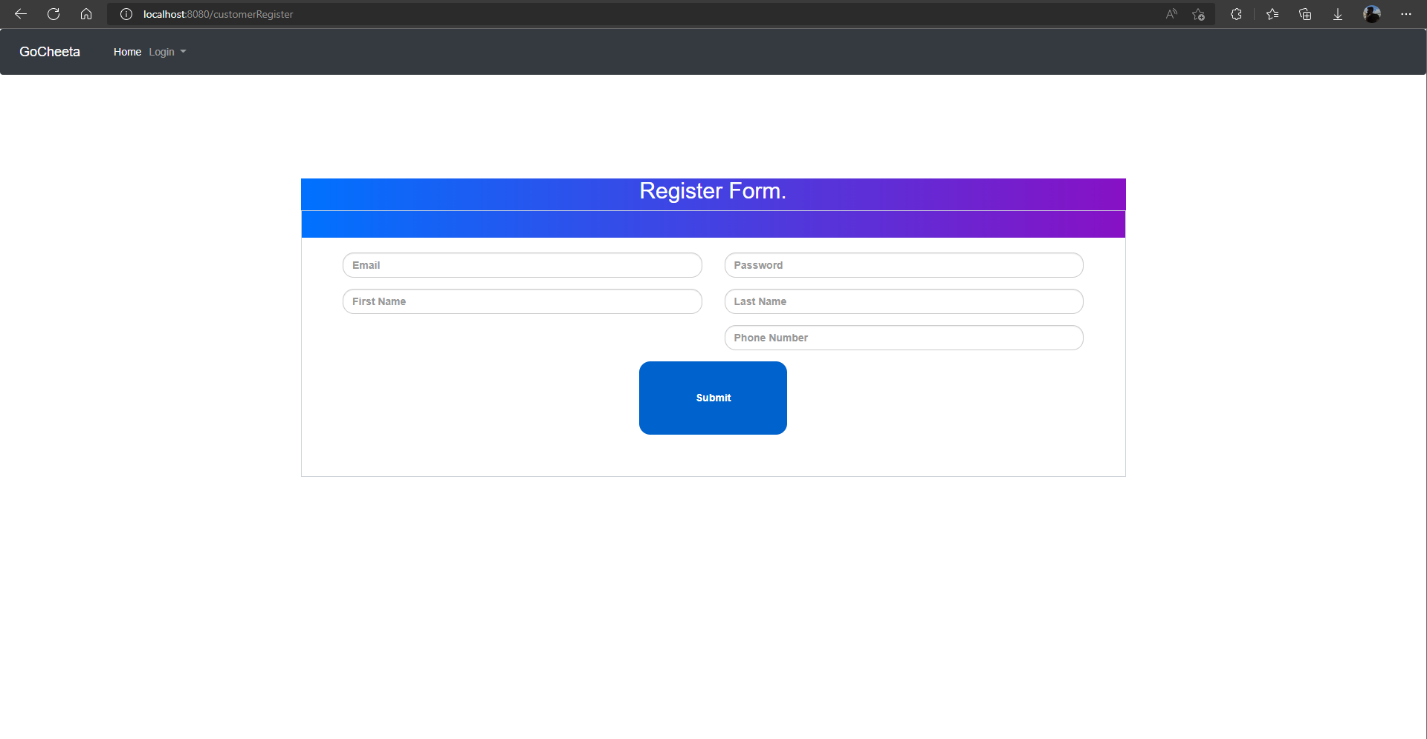 localhost:8080/customerRegister
GoCheeta Home Login
Register Form.
Email Password
First Name Last Name
Phone Number
Submit